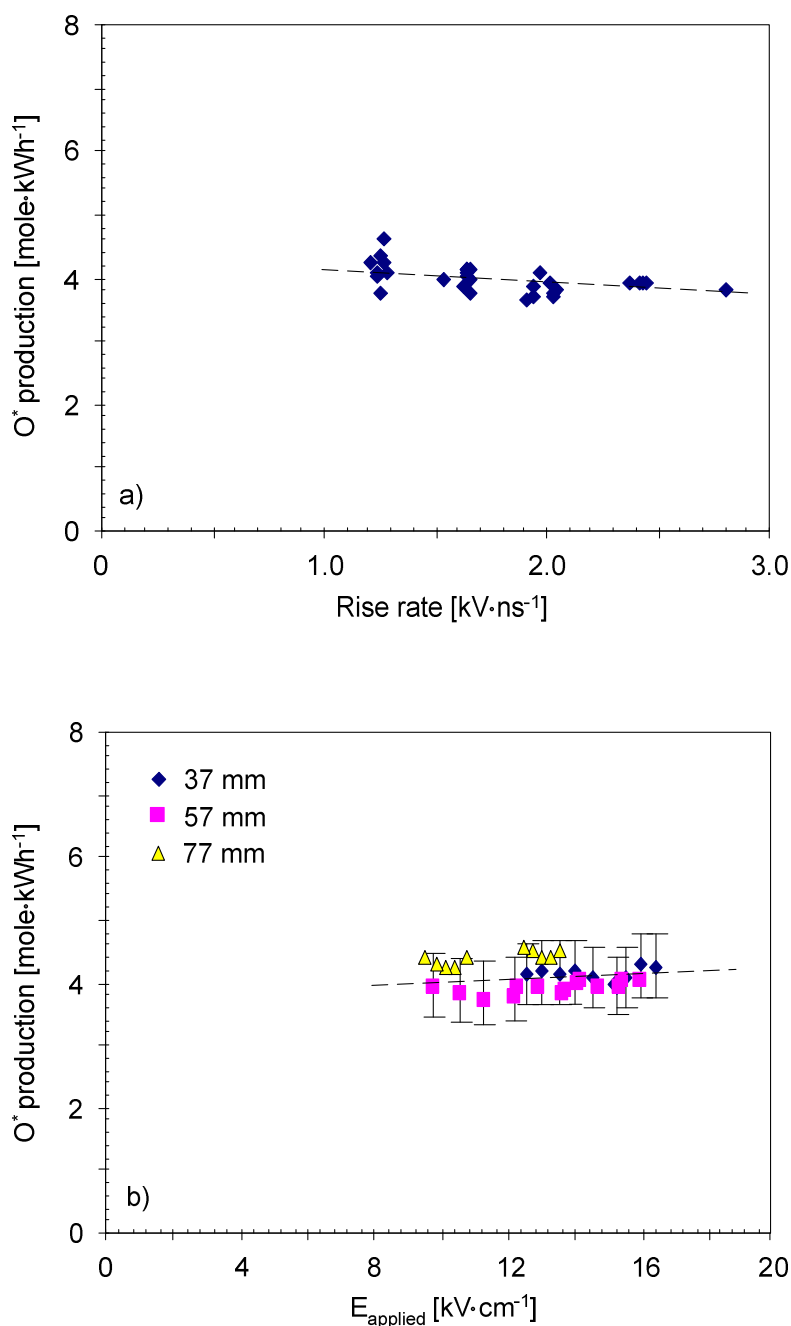 8
6
4
2
0
O* production [mole·kWh-1]
a)
0 1.0 2.0 3.0
Rise rate [kV·ns-1]
8
6
4
2
0
O* production [mole·kWh-1]
37 mm
57 mm
77 mm
b)
0 4 8 12 16 20
Eapplied [kV·cm-1]